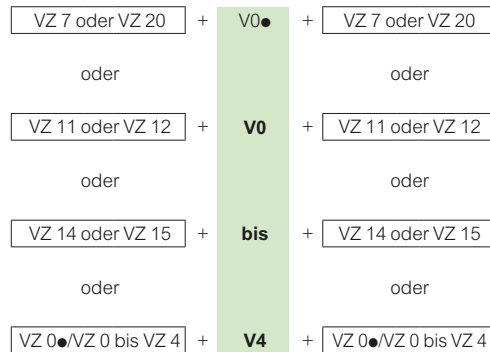 VZ 7 oder VZ 20 + V0● + VZ 7 oder VZ 20
oder oder
VZ 11 oder VZ 12 + V0 + VZ 11 oder VZ 12
oder oder
VZ 14 oder VZ 15 + bis + VZ 14 oder VZ 15
oder oder
VZ 0●/VZ 0 bis VZ 4 + V4 + VZ 0●/VZ 0 bis VZ 4